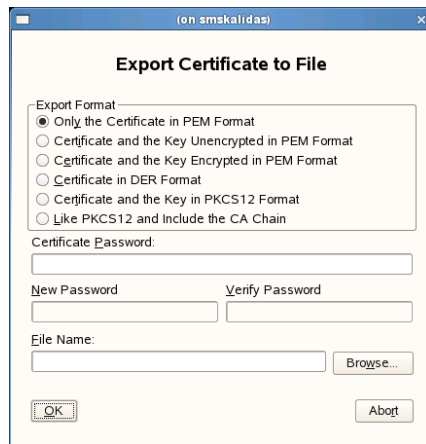 (on smskalidas)
Export Certificate to File
Export Format
Only the Certificate in PEM Format
Certificate and the Key Unencrypted in PEM Format
Certificate and the Key Encrypted in PEM Format
Certificate in DER Format
Certificate and the Key in PKCS12 Format
Like PKCS12 and Include the CA Chain
Certificate Password:
New Password Verify Password
File Name:
Browse...
OK Abort